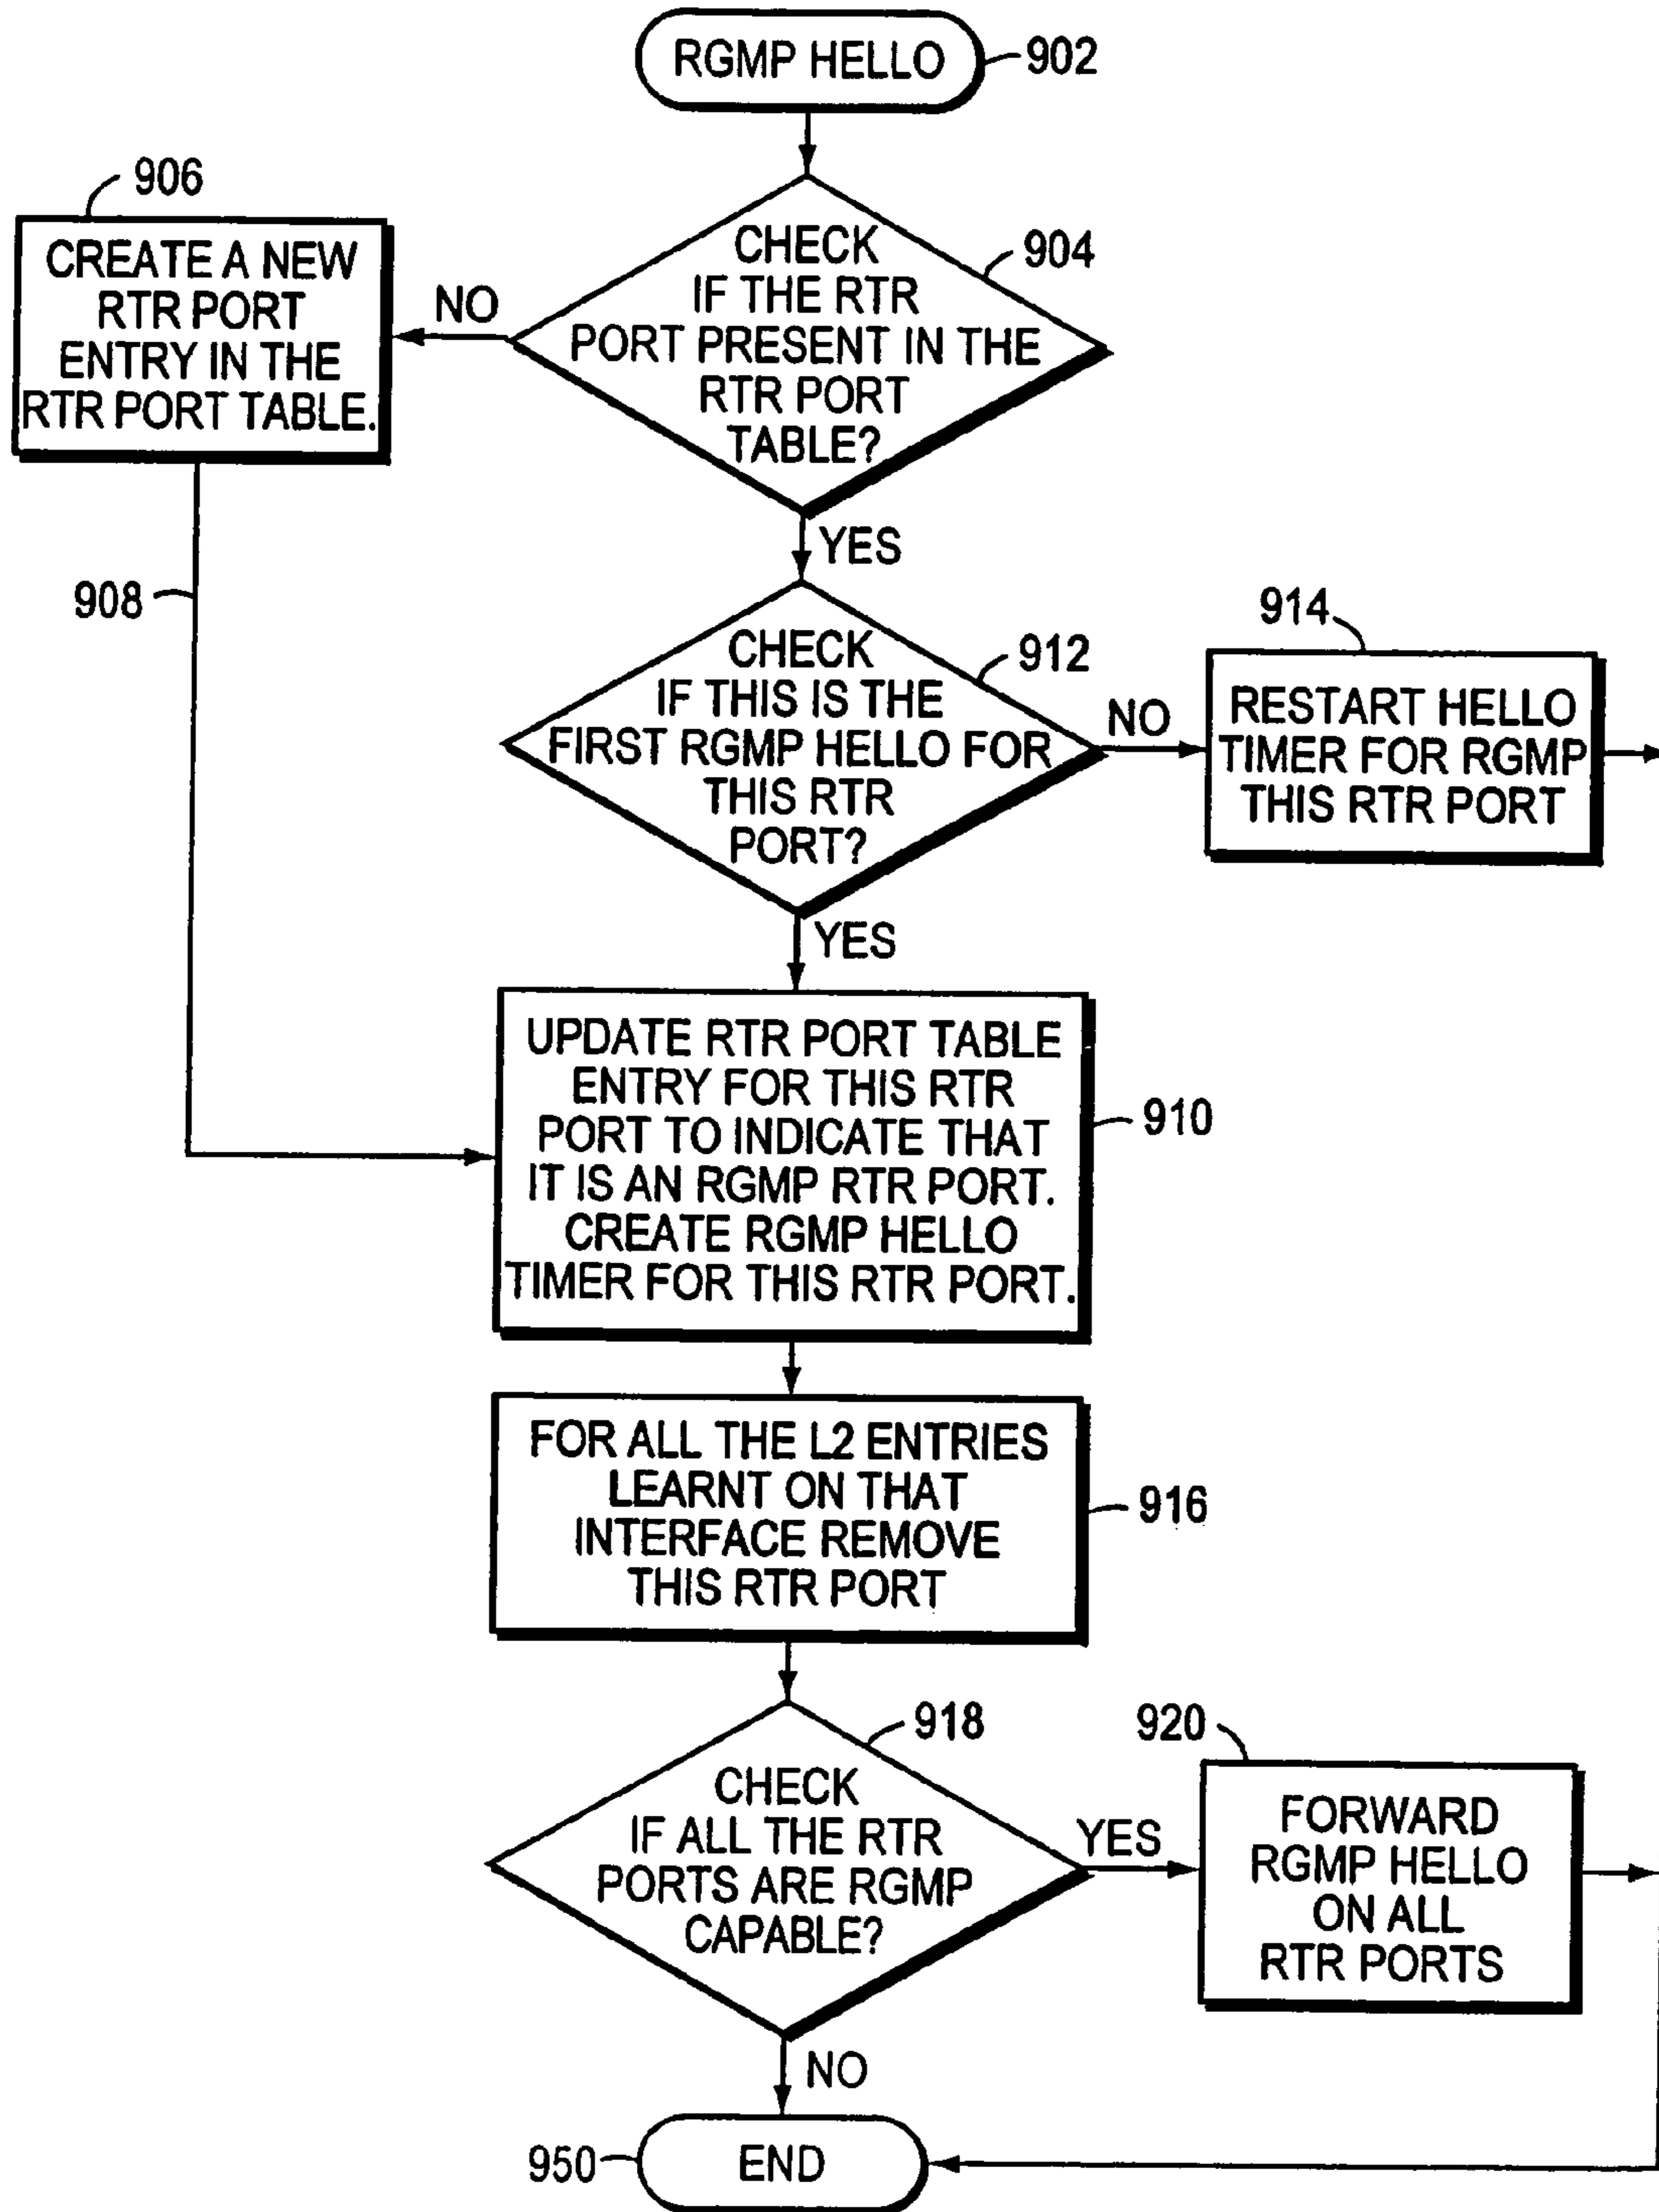 RGMP HELLO
902
906
CREATE A NEW
RTR PORT
ENTRY IN THE
RTR PORT TABLE.
NO
CHECK
IF THE RTR
PORT PRESENT IN THE
RTR PORT
TABLE?
904
YES
908
CHECK
IF THIS IS THE
FIRST RGMP HELLO FOR
THIS RTR
PORT?
912
NO
914
RESTART HELLO
TIMER FOR RGMP
THIS RTR PORT
YES
UPDATE RTR PORT TABLE
ENTRY FOR THIS RTR
PORT TO INDICATE THAT
IT IS AN RGMP RTR PORT.
CREATE RGMP HELLO
TIMER FOR THIS RTR PORT.
910
FOR ALL THE L2 ENTRIES
LEARNT ON THAT
INTERFACE REMOVE
THIS RTR PORT
916
918
CHECK
IF ALL THE RTR
PORTS ARE RGMP
CAPABLE?
YES
920
FORWARD
RGMP HELLO
ON ALL
RTR PORTS
NO
950
END